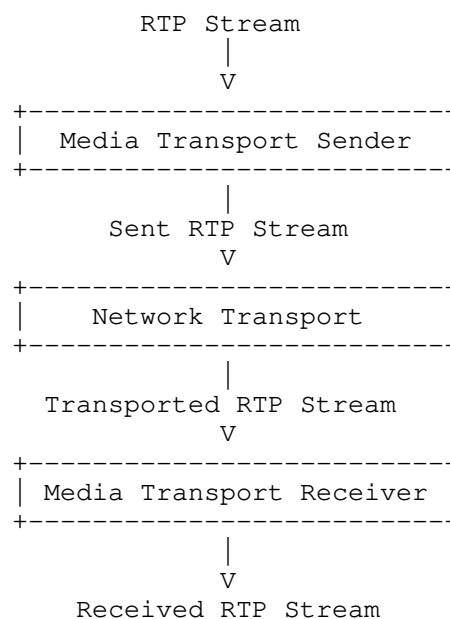 RTP Stream
|
V
+---------------------------
| Media Transport Sender
+---------------------------
|
Sent RTP Stream
V
+---------------------------
| Network Transport
+---------------------------
|
Transported RTP Stream
V
+---------------------------
| Media Transport Receiver
+---------------------------
|
V
Received RTP Stream